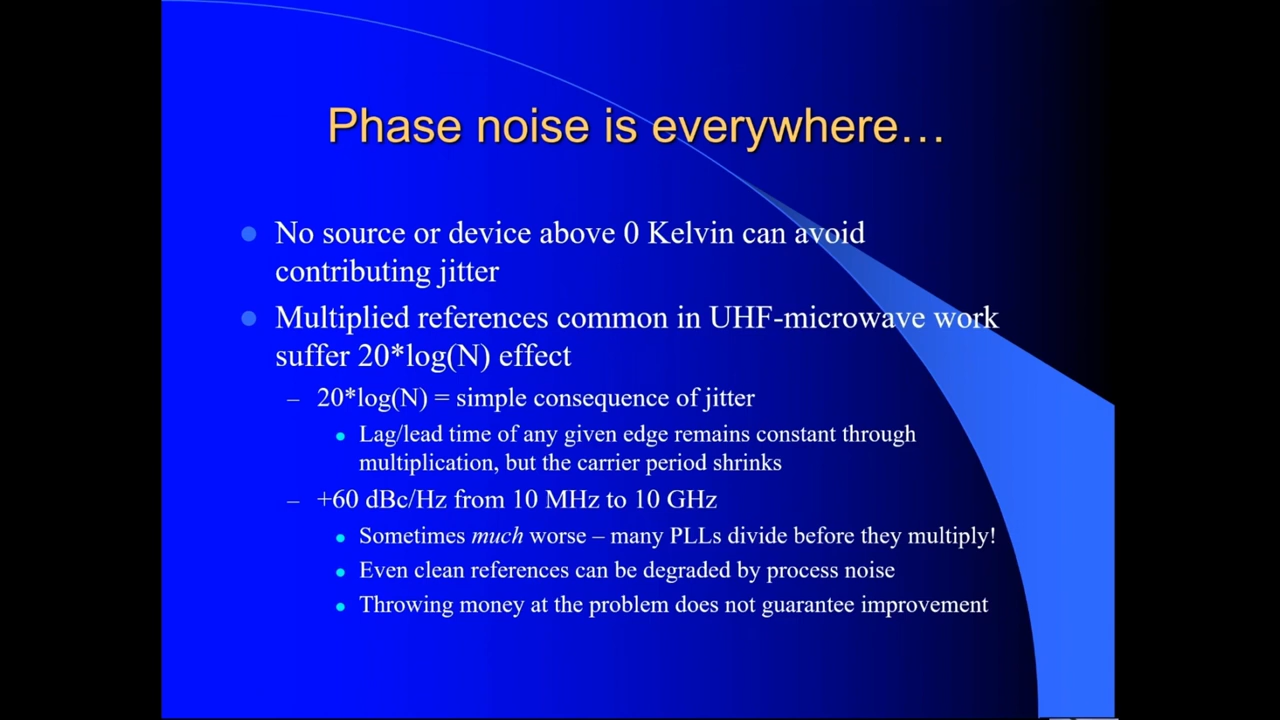 Phase noise is everywhere…
No source or device above 0 Kelvin can avoid
contributing jitter
Multiplied references common in UHF-microwave work
suffer 20*log(N) effect
– 20*log(N) = simple consequence of jitter
Lag/lead time of any given edge remains constant through
multiplication, but the carrier period shrinks
– +60 dBc/Hz from 10 MHz to 10 GHz
Sometimes much worse – many PLLs divide before they multiply!
Even clean references can be degraded by process noise
Throwing money at the problem does not guarantee improvement